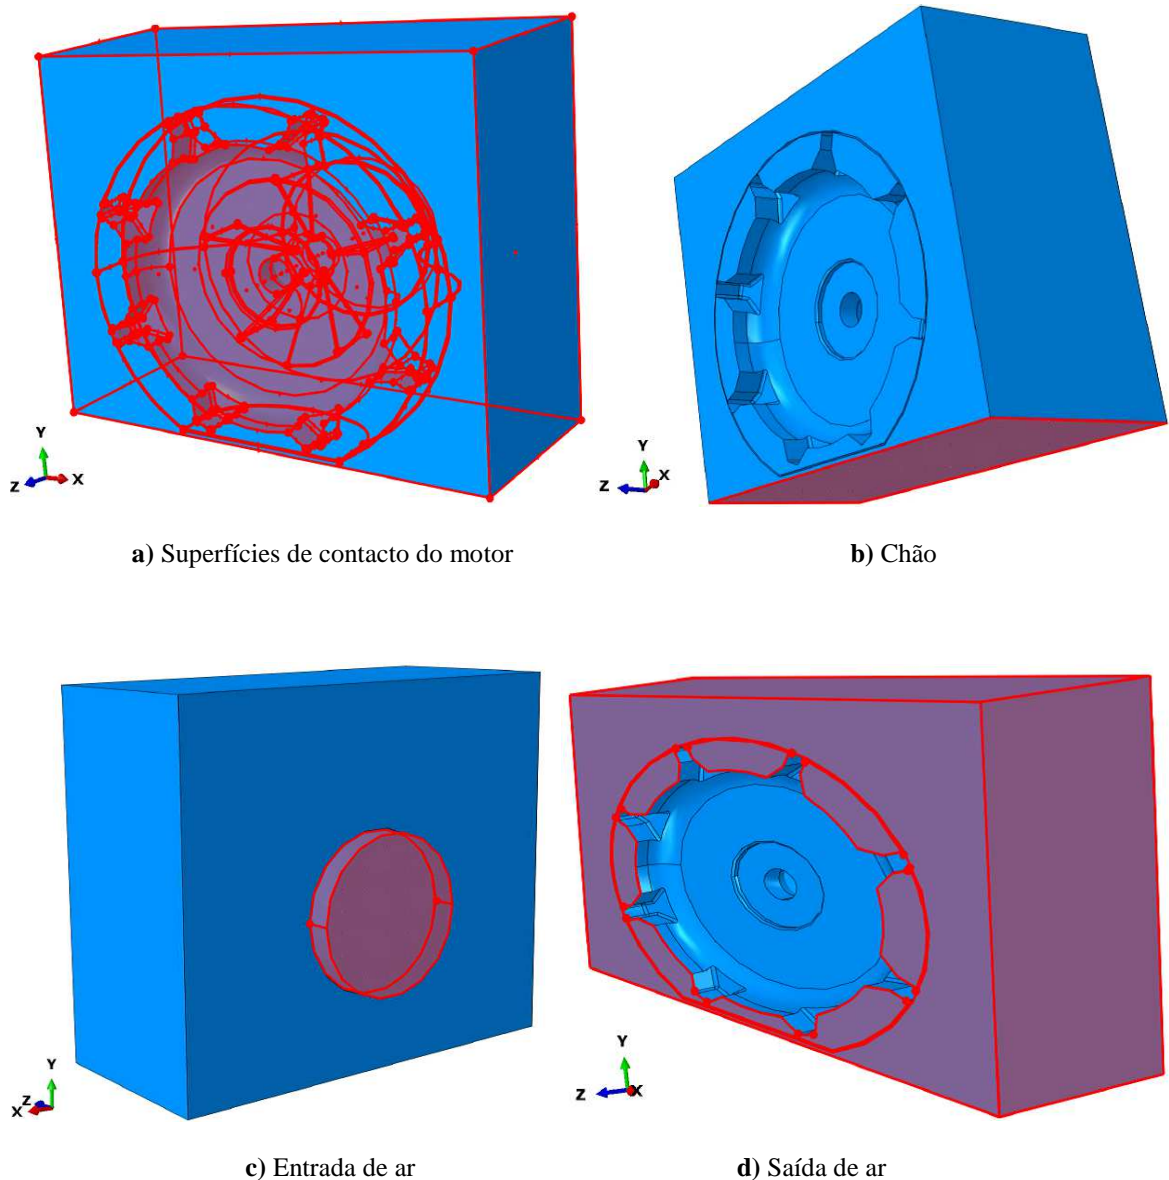 Y
Z
X
Y
Z
X
a) Superfícies de contacto do motor
b) Chão
Y
Z
X
Y
Z
X
c) Entrada de ar
d) Saída de ar